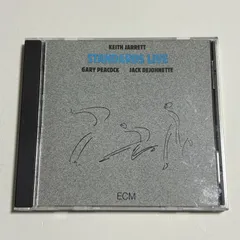 KEITH JARRETT
STANDARDS LIVE
GARY PEACOCK JACK DEJOHNETTE
ECM